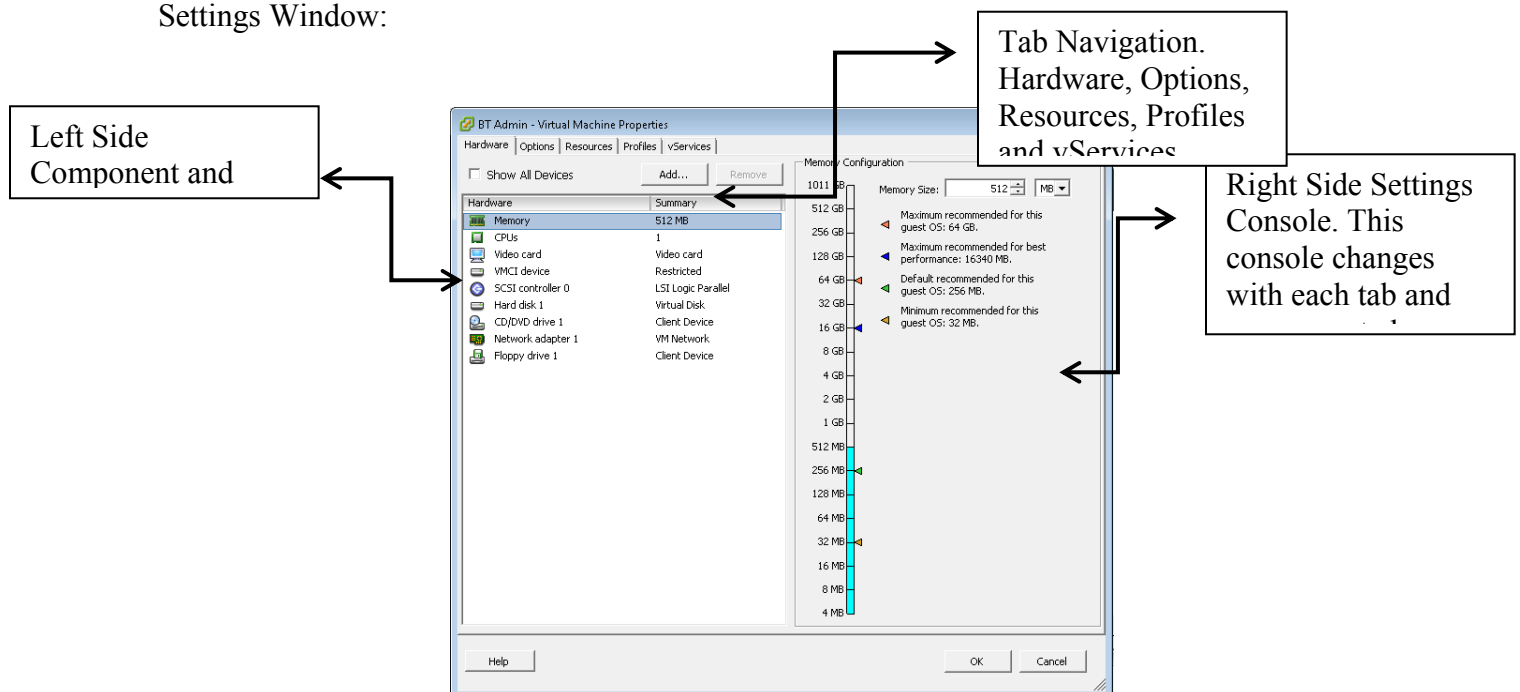 Settings Window:
Tab Navigation.
Hardware, Options,
Resources, Profiles
and vServices
Left Side
Component and
Right Side Settings
Console. This
console changes
with each tab and
BT Admin - Virtual Machine Properties
Hardware Options Resources Profiles vServices
Show All Devices Add... Remove
Hardware Summary
Memory 512 MB
CPUs 1
Video card Video card
VMCI device Restricted
SCSI controller 0 LSI Logic Parallel
Hard disk 1 Virtual Disk
CD/DVD drive 1 Client Device
Network adapter 1 VM Network
Floppy drive 1 Client Device
Memory Configuration
Memory Size: 512 MB
1011 GB
512 GB
256 GB
128 GB
64 GB
32 GB
16 GB
8 GB
4 GB
2 GB
1 GB
512 MB
256 MB
128 MB
64 MB
32 MB
16 MB
8 MB
4 MB
Maximum recommended for this
guest OS: 64 GB.
Maximum recommended for best
performance: 16340 MB.
Default recommended for this
guest OS: 256 MB.
Minimum recommended for this
guest OS: 32 MB.
Help OK Cancel